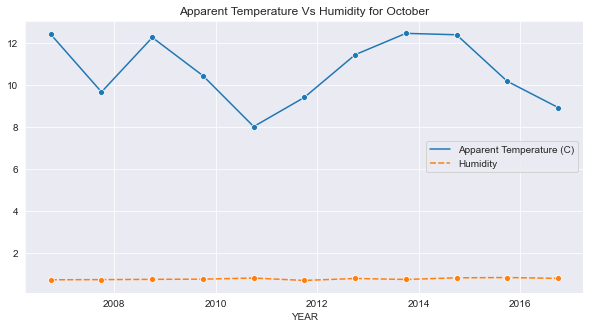 Apparent Temperature Vs Humidity for October
12
10
8
6
4
2
Apparent Temperature (C)
Humidity
2008 2010 2012 2014 2016
YEAR